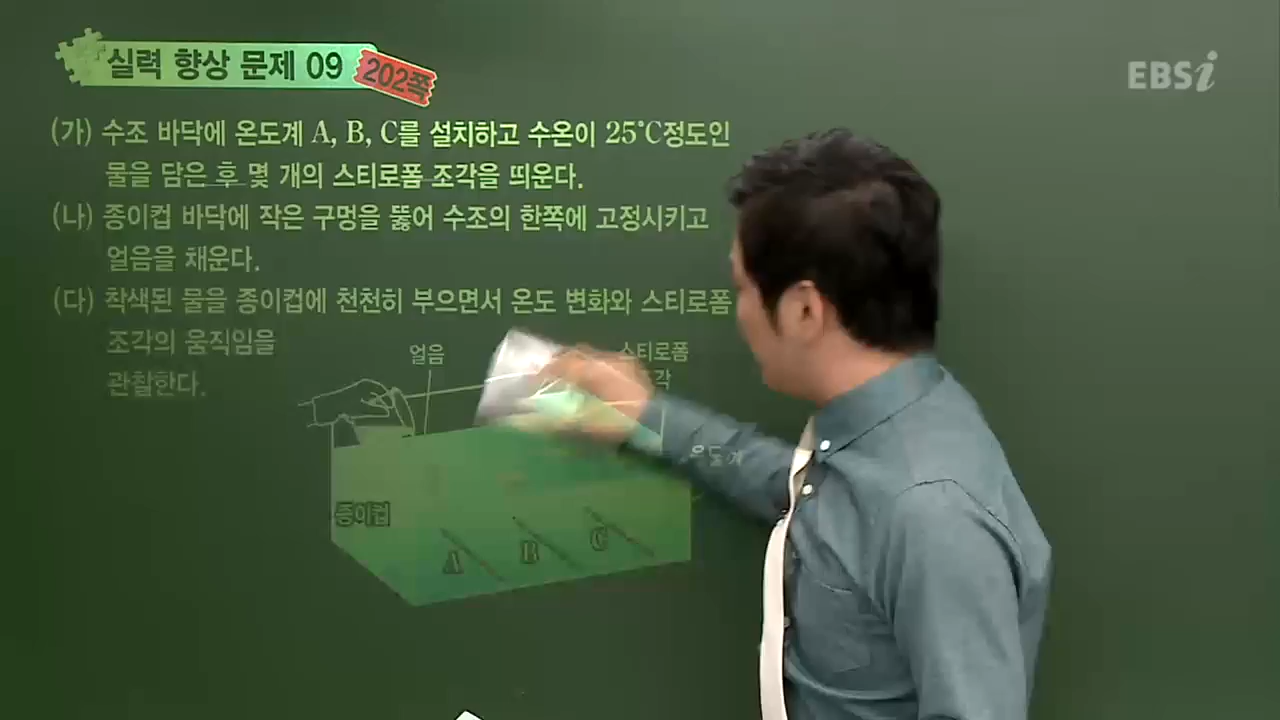 실력 향상 문제 09
202쪽
EBSi
(가) 수조 바닥에 온도계 A, B, C를 설치하고 수온이 25℃정도인
물을 담은 후 몇 개의 스티로폼 조각을 띄운다.
(나) 종이컵 바닥에 작은 구멍을 뚫어 수조의 한쪽에 고정시키고
얼음을 채운다.
(다) 착색된 물을 종이컵에 천천히 부으면서 온도 변화와 스티로폼
조각의 움직임을
관찰한다.
얼음
스티로폼
온도계
종이컵
A
B
C